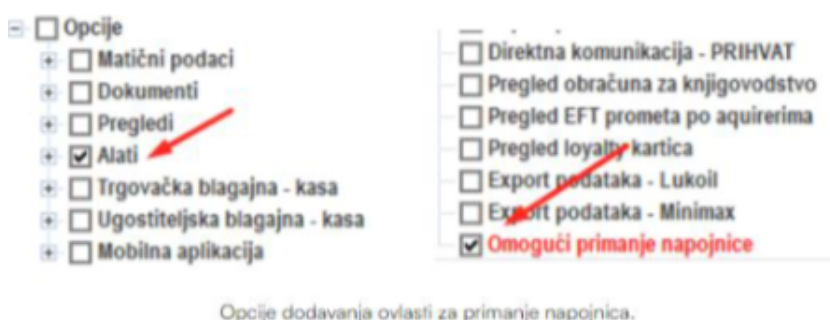 Opcije
Matični podaci
Dokumenti
Pregledi
Alati
Trgovačka blagajna - kasa
Ugostiteljska blagajna - kasa
Mobilna aplikacija
Direktna komunikacija - PRIHVAT
Pregled obračuna za knjigovodstvo
Pregled EFT prometa po aquirerima
Pregled loyalty kartica
Export podataka - Lukoil
Export podataka - Minimax
Omogući primanje napojnice
Opcije dodavanja ovlasti za primanje napojnica.